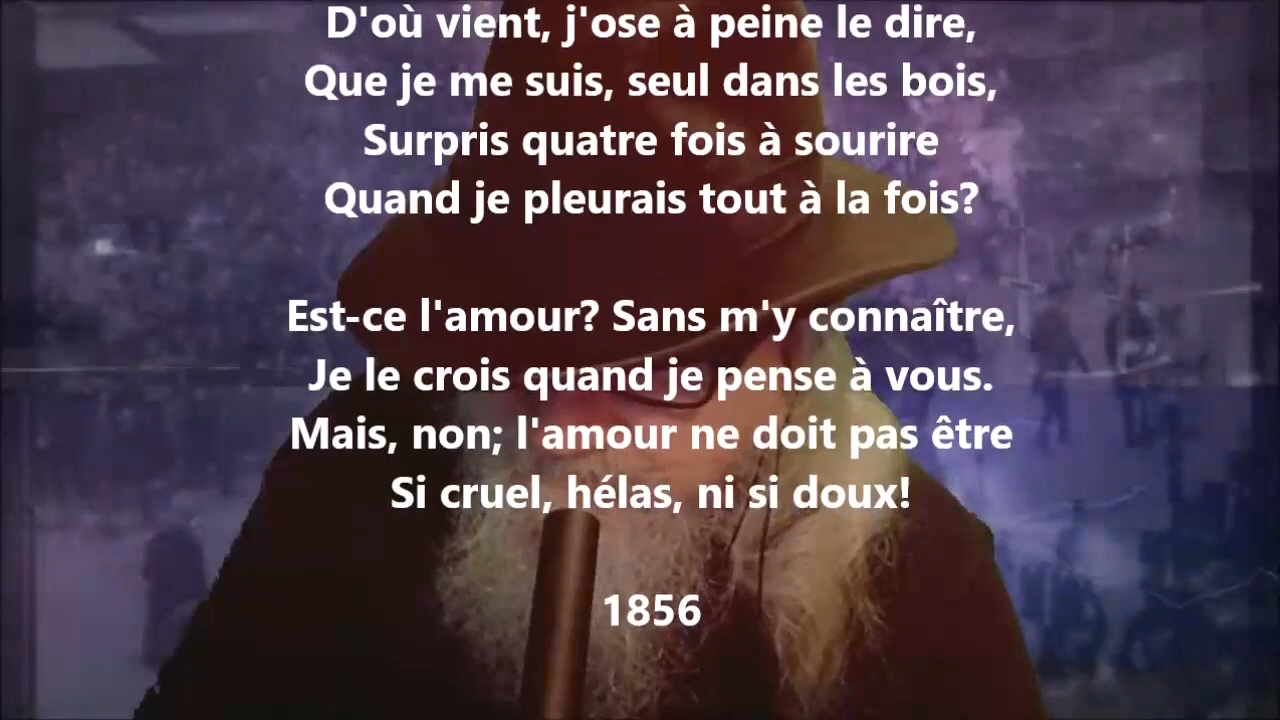 D'où vient, j'ose à peine le dire,
Que je me suis, seul dans les bois,
Surpris quatre fois à sourire
Quand je pleurais tout à la fois?
Est-ce l'amour? Sans m'y connaître,
Je le crois quand je pense à vous.
Mais, non; l'amour ne doit pas être
Si cruel, hélas, ni si doux!
1856